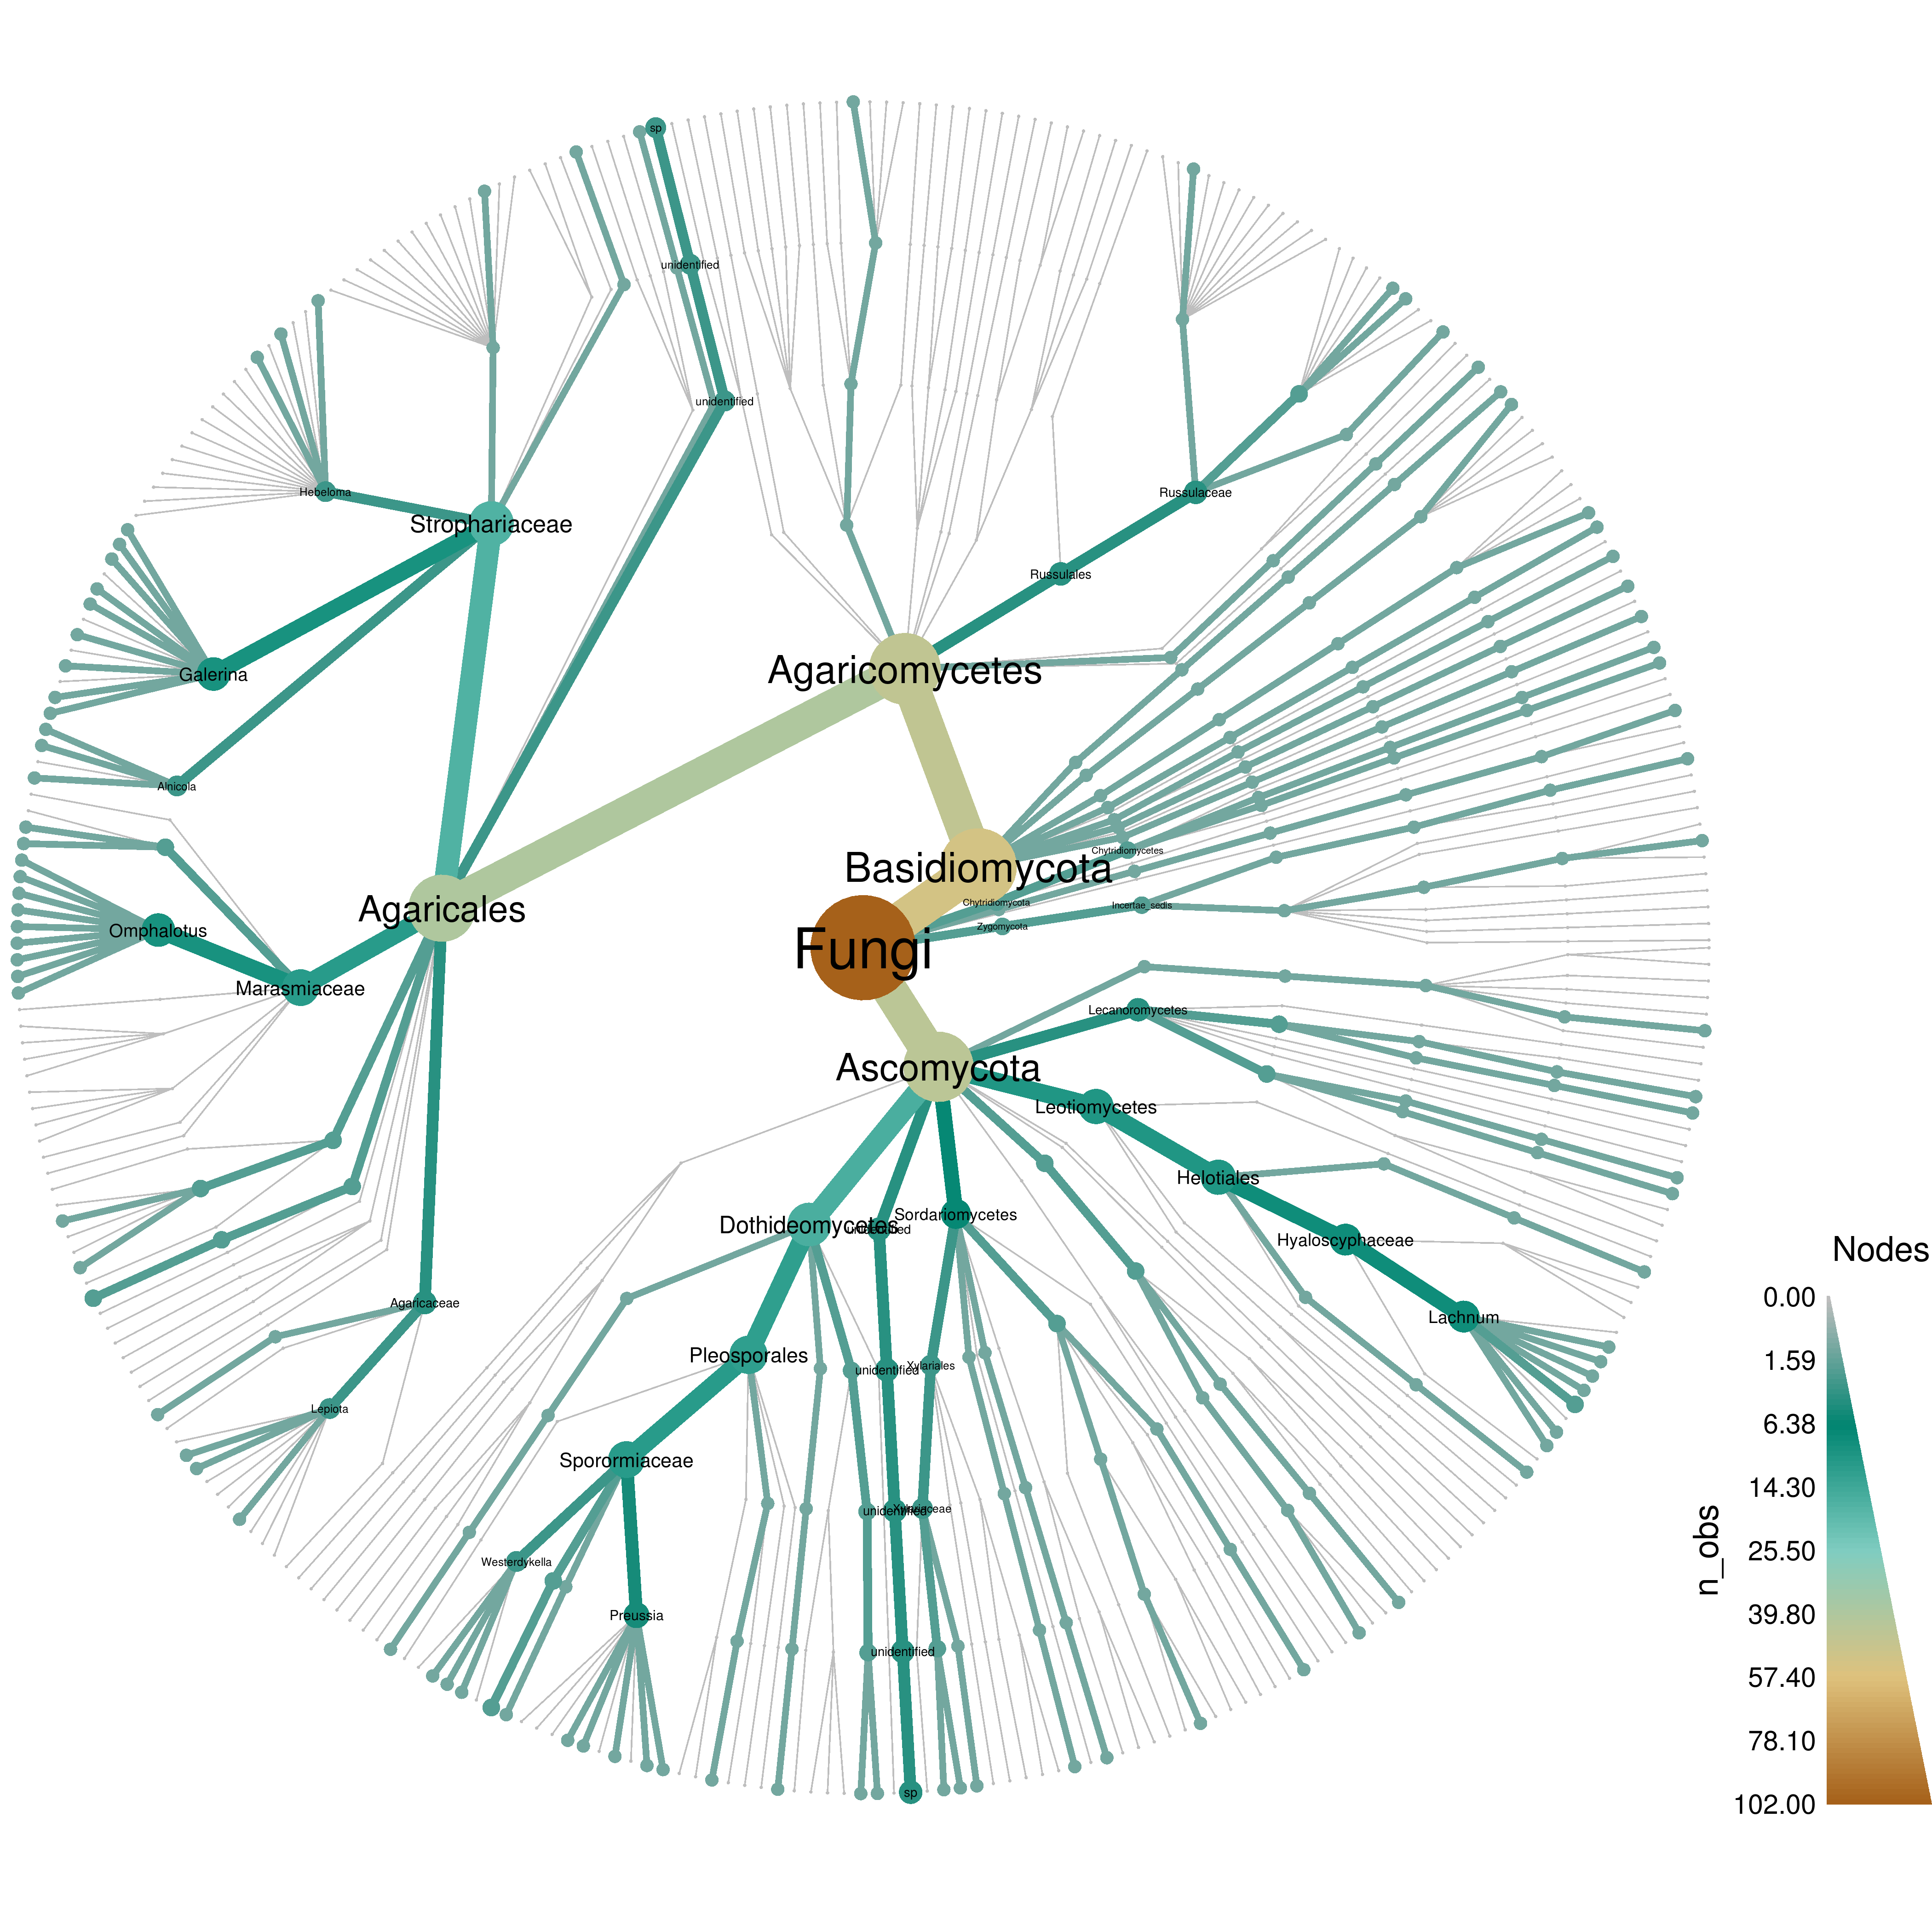 sp
unidentified
unidentified
Hebeloma
Russulaceae
Strophariaceae
Russulales
Agaricomycetes
Galerina
Alnicola
Chytridiomycetes
Basidiomycota
Chytridiomycota
Incertae_sedis
Agaricales
Zygomycota
Omphalotus
Fungi
Marasmiaceae
Lecanoromycetes
Ascomycota
Leotiomycetes
Helotiales
Sordariomycetes
Dothideomycetes
unidentified
Hyaloscyphaceae
Nodes
Agaricaceae
Lachnum
Pleosporales
Xylariales
unidentified
Lepiota
Sporormiaceae
Xylariaceae
unidentified
Westerdykella
Preussia
unidentified
sp
0.00
1.59
6.38
14.30
25.50
39.80
57.40
78.10
102.00
n_obs